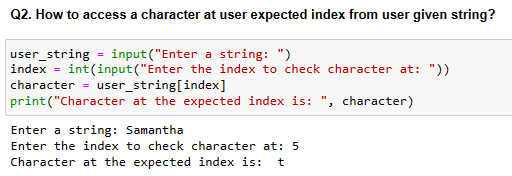 Q2. How to access a character at user expected index from user given string?
user_string = input("Enter a string: ")
index = int(input("Enter the index to check character at: "))
character = user_string[index]
print("Character at the expected index is: ", character)
Enter a string: Samantha
Enter the index to check character at: 5
Character at the expected index is:  t